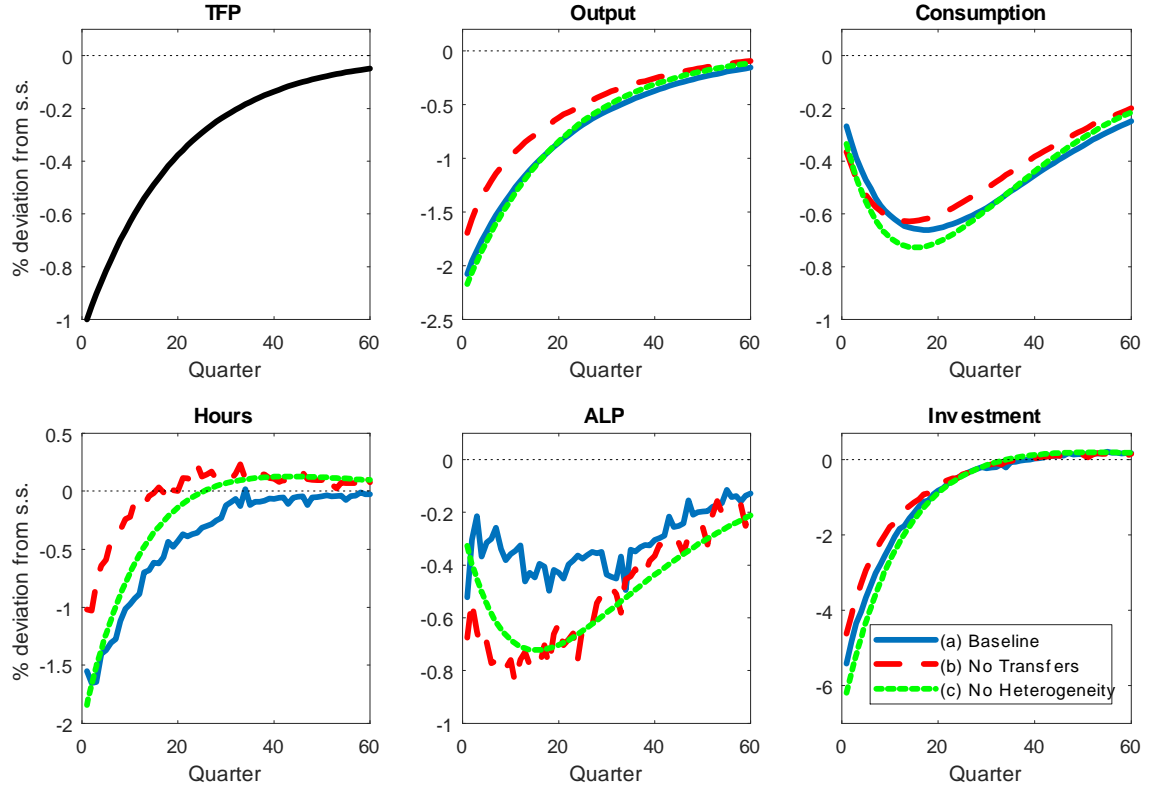 TFP
Output
Consumption
% deviation from s.s.
0
-0.2
-0.4
-0.6
-0.8
-1
0 20 40 60
Quarter
0
-0.5
-1
-1.5
-2
-2.5
0 20 40 60
Quarter
0
-0.2
-0.4
-0.6
-0.8
-1
0 20 40 60
Quarter
Hours
ALP
Investment
% deviation from s.s.
0.5
0
-0.5
-1
-1.5
-2
0 20 40 60
Quarter
0
-0.2
-0.4
-0.6
-0.8
-1
0 20 40 60
Quarter
0
-2
-4
-6
0 20 40 60
Quarter
(a) Baseline
(b) No Transfers
(c) No Heterogeneity